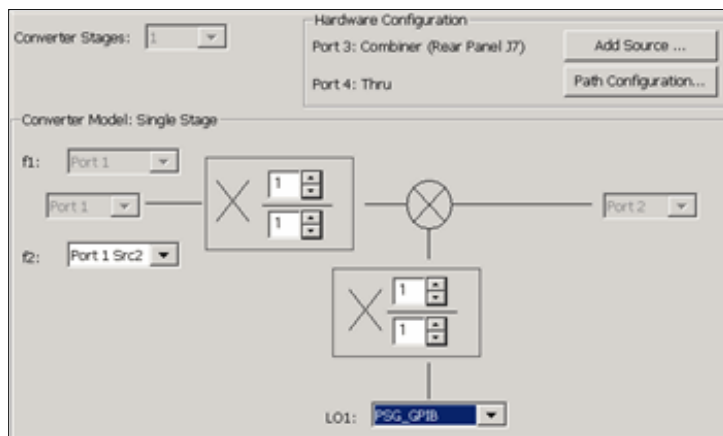 Hardware Configuration
Converter Stages: 1
Port 3: Combiner (Rear Panel J7)
Add Source ...
Port 4: Thru
Path Configuration...
Converter Model: Single Stage
f1: Port 1
Port 1
1
1
Port 2
f2: Port 1 Src2
1
1
LO1: PSG_GPIB